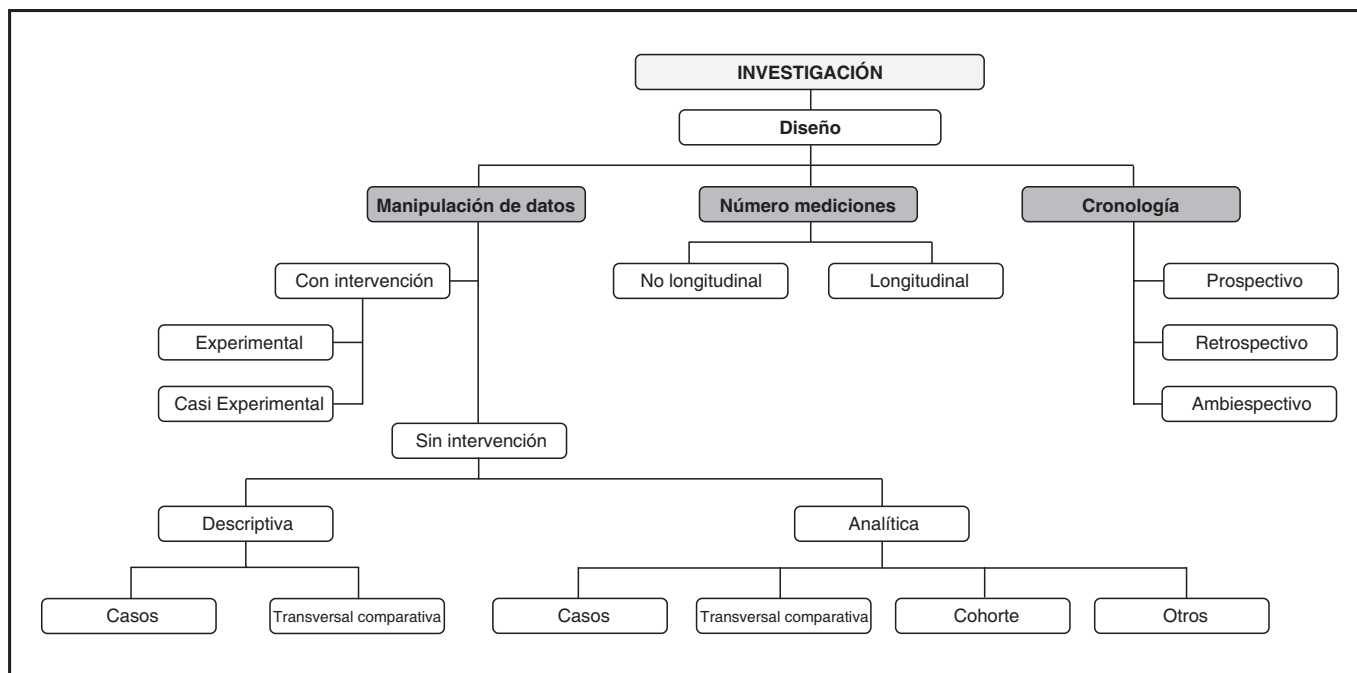 INVESTIGACIÓN
Diseño
Manipulación de datos
Número mediciones
Cronología
Con intervención
No longitudinal
Longitudinal
Prospectivo
Experimental
Retrospectivo
Casi Experimental
Ambiespectivo
Sin intervención
Descriptiva
Analítica
Casos
Transversal comparativa
Casos
Transversal comparativa
Cohorte
Otros